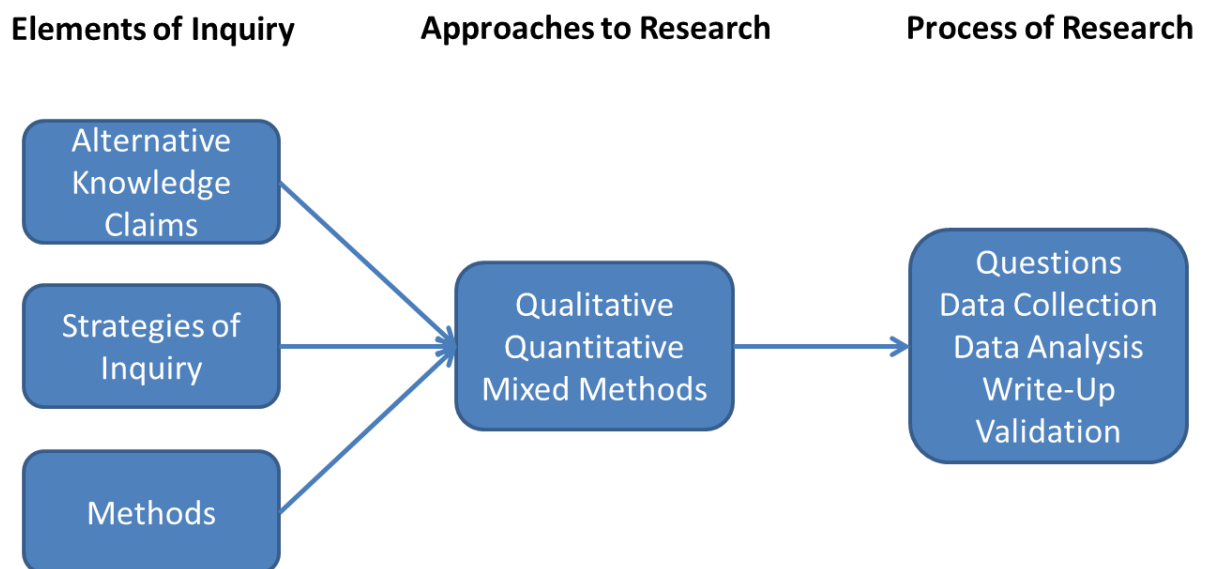 Elements of Inquiry
Approaches to Research
Process of Research
Alternative
Knowledge
Claims
Strategies of
Inquiry
Methods
Qualitative
Quantitative
Mixed Methods
Questions
Data Collection
Data Analysis
Write-Up
Validation